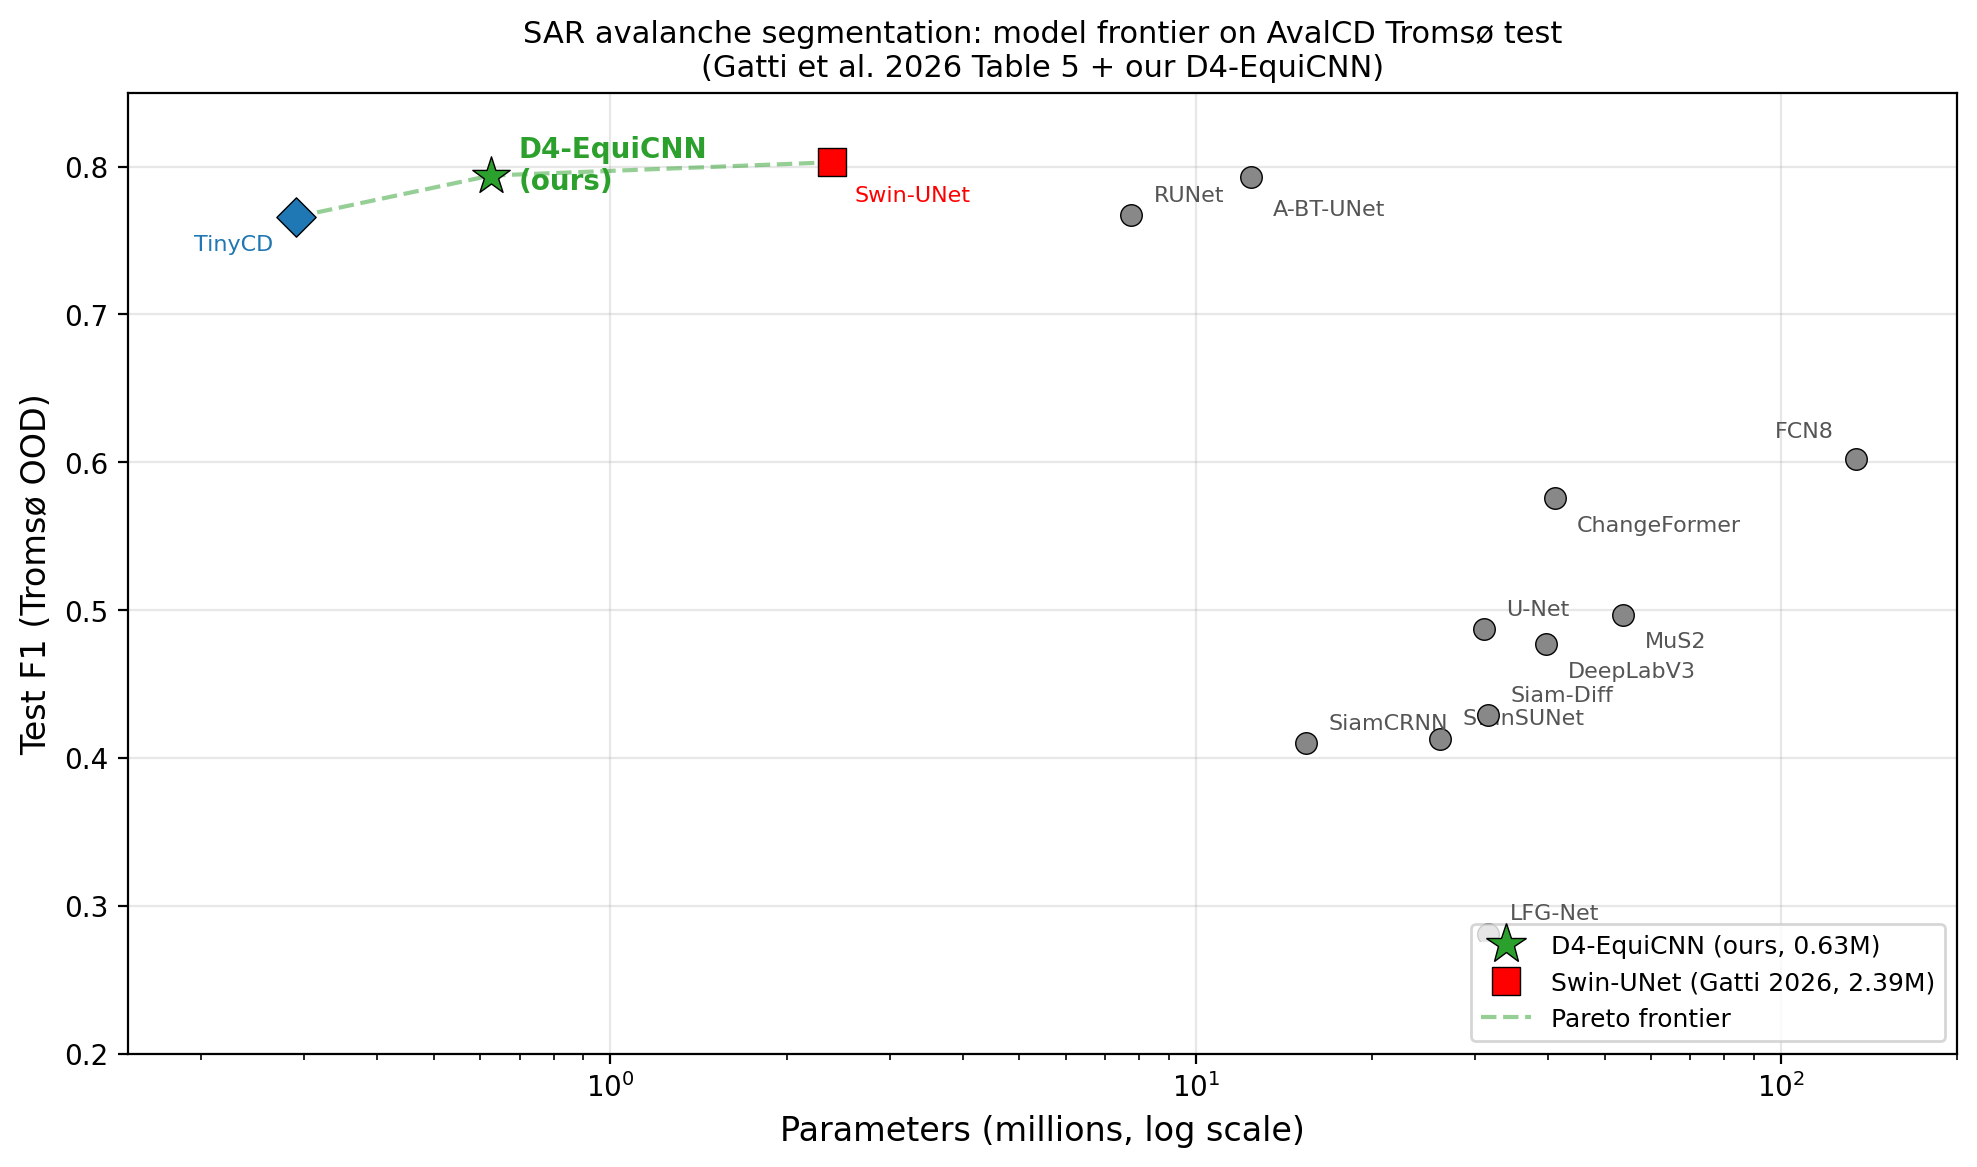 SAR avalanche segmentation: model frontier on AvalCD Tromsø test
(Gatti et al. 2026 Table 5 + our D4-EquiCNN)
Test F1 (Tromsø OOD)
0.8
0.7
0.6
0.5
0.4
0.3
0.2
D4-EquiCNN
(ours)
TinyCD
Swin-UNet
RUNet
A-BT-UNet
FCN8
ChangeFormer
U-Net
MuS2
DeepLabV3
Siam-Diff
SiamCRNN
LFG-Net
D4-EquiCNN (ours, 0.63M)
Swin-UNet (Gatti 2026, 2.39M)
Pareto frontier
10⁰
10¹
10²
Parameters (millions, log scale)